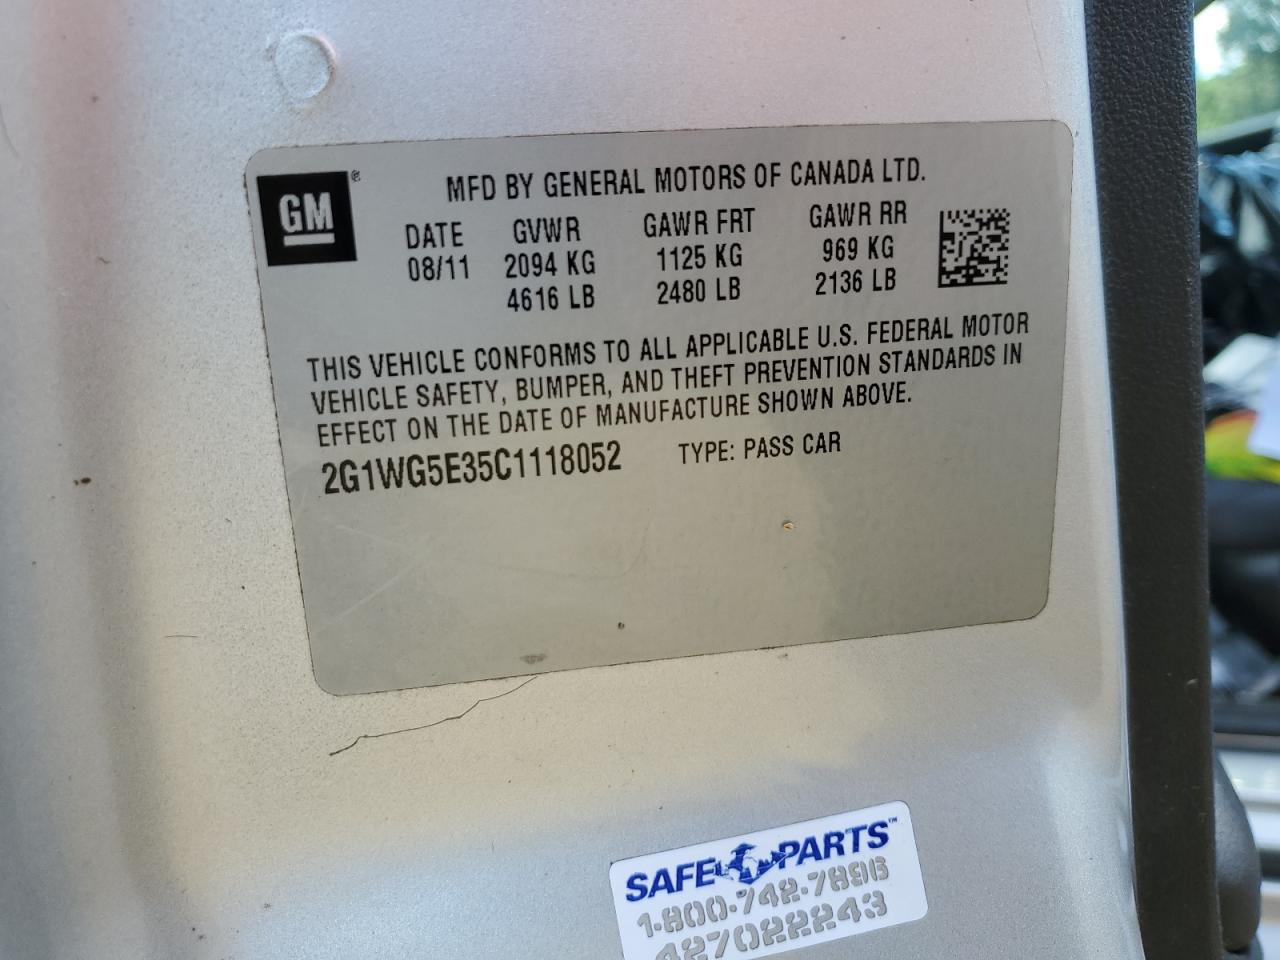 GM
MFD BY GENERAL MOTORS OF CANADA LTD.
DATE GVWR GAWR FRT GAWR RR
08/11 2094 KG 1125 KG 969 KG
4616 LB 2480 LB 2136 LB
THIS VEHICLE CONFORMS TO ALL APPLICABLE U.S. FEDERAL MOTOR
VEHICLE SAFETY, BUMPER, AND THEFT PREVENTION STANDARDS IN
EFFECT ON THE DATE OF MANUFACTURE SHOWN ABOVE.
2G1WG5E35C1118052 TYPE: PASS CAR
SAFE PARTS™
1-800-742-7896
427022243